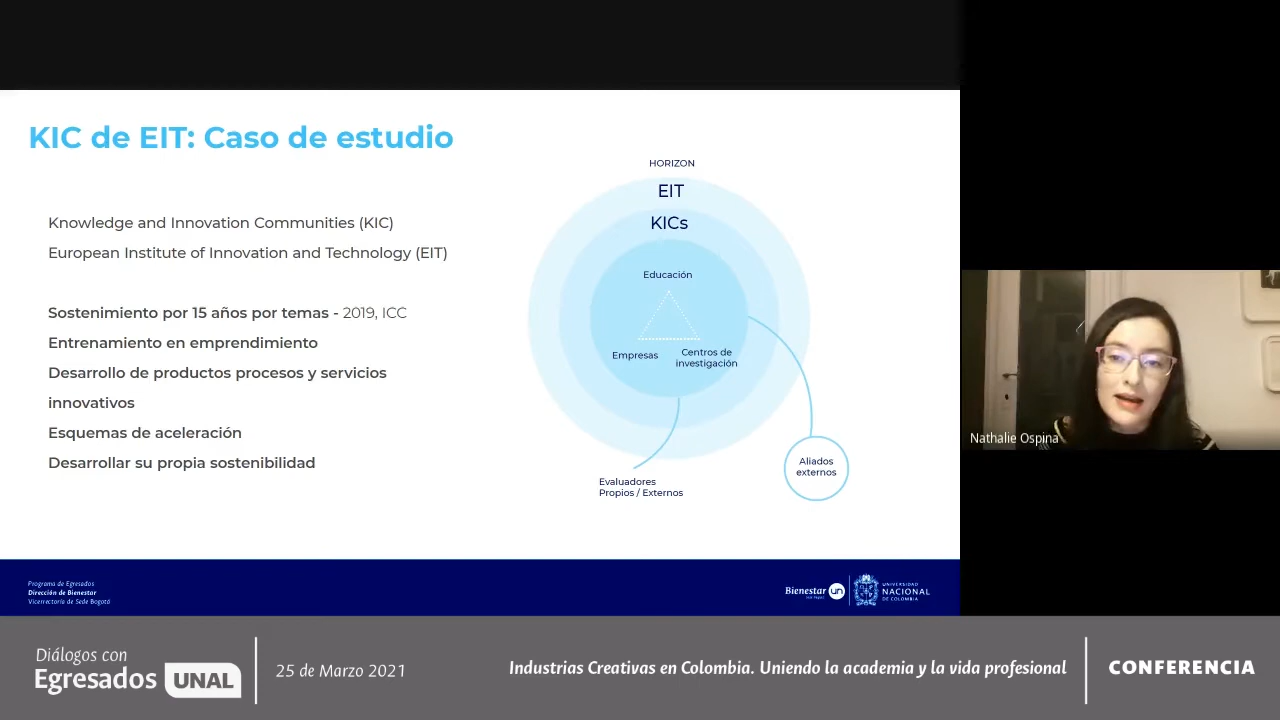 KIC de EIT: Caso de estudio
Knowledge and Innovation Communities (KIC)
European Institute of Innovation and Technology (EIT)
Sostenimiento por 15 años por temas - 2019, ICC
Entrenamiento en emprendimiento
Desarrollo de productos procesos y servicios
innovativos
Esquemas de aceleración
Desarrollar su propia sostenibilidad
HORIZON
EIT
KICs
Educación
Empresas
Centros de
investigación
Evaluadores
Propios / Externos
Aliados
externos
Nathalie Ospina
Programa de Egresados
Dirección de Bienestar
Vicerrectoría de Sede Bogotá
Bienestar un
UNIVERSIDAD
NACIONAL
DE COLOMBIA
Diálogos con
Egresados UNAL
25 de Marzo 2021
Industrias Creativas en Colombia. Uniendo la academia y la vida profesional
CONFERENCIA